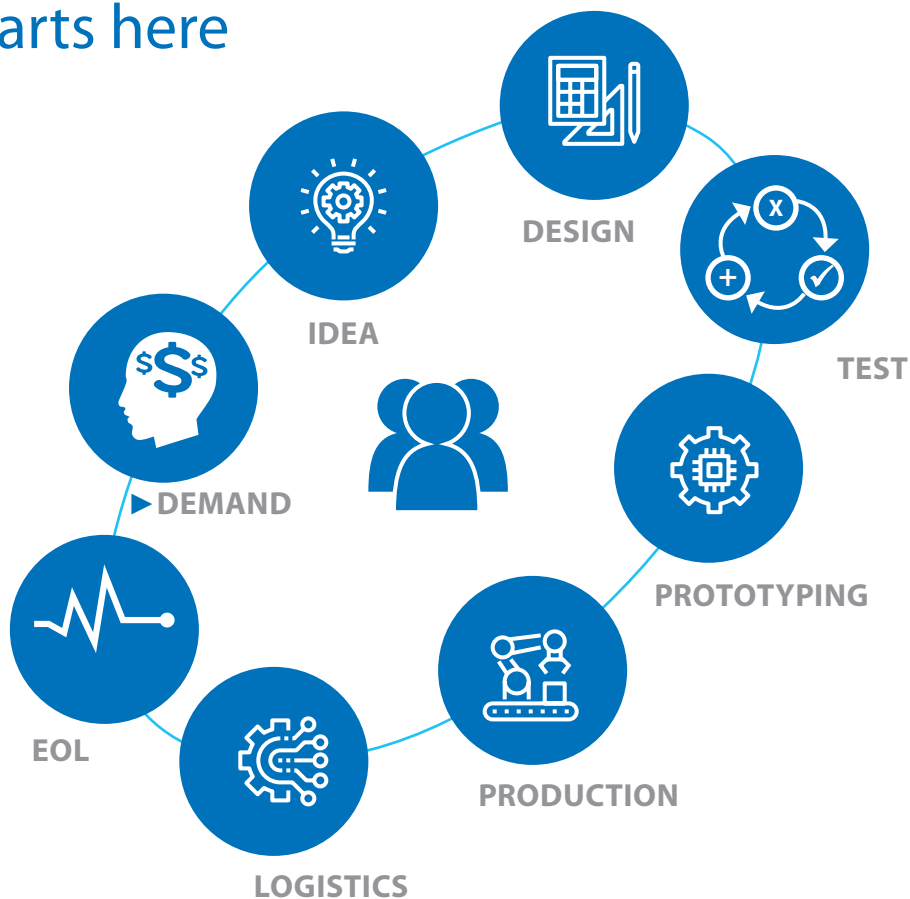 arts here
DESIGN
X
+
IDEA
TEST
$$$
DEMAND
PROTOTYPING
EOL
PRODUCTION
LOGISTICS